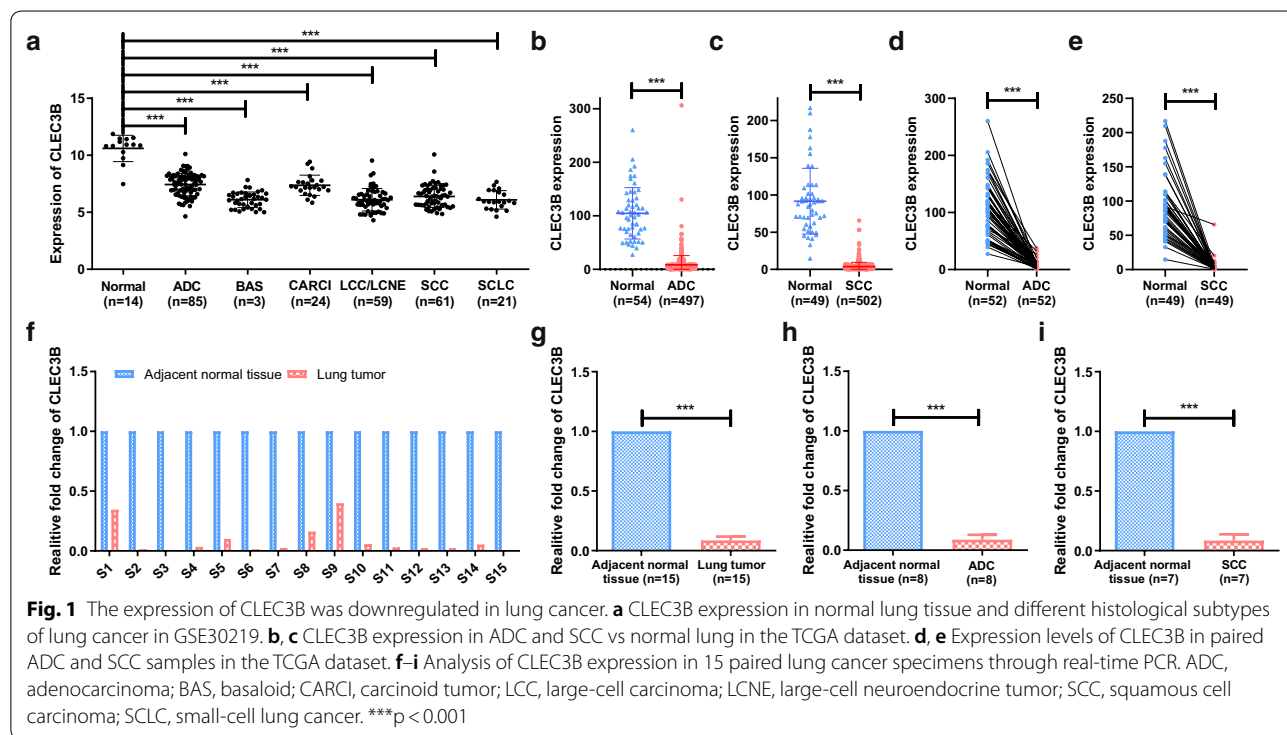 a
***
***
***
***
***
***
Expression of CLEC3B
15
10
5
0
Normal (n=14)
ADC (n=85)
BAS (n=3)
CARCI (n=24)
LCC/LCNE (n=59)
SCC (n=61)
SCLC (n=21)
b
***
CLEC3B expression
300
200
100
0
Normal (n=54)
ADC (n=497)
c
***
CLEC3B expression
200
150
100
50
0
Normal (n=49)
SCC (n=502)
d
***
CLEC3B expression
300
200
100
0
Normal (n=52)
ADC (n=52)
e
***
CLEC3B expression
250
200
150
100
50
0
Normal (n=49)
SCC (n=49)
f
Adjacent normal tissue
Lung tumor
Realitive fold change of CLEC3B
1.5
1.0
0.5
0.0
S1 S2 S3 S4 S5 S6 S7 S8 S9 S10 S11 S12 S13 S14 S15
g
***
Realitive fold change of CLEC3B
1.5
1.0
0.5
0.0
Adjacent normal tissue (n=15)
Lung tumor (n=15)
h
***
Realitive fold change of CLEC3B
1.5
1.0
0.5
0.0
Adjacent normal tissue (n=8)
ADC (n=8)
i
***
Realitive fold change of CLEC3B
1.5
1.0
0.5
0.0
Adjacent normal tissue (n=7)
SCC (n=7)
Fig. 1 The expression of CLEC3B was downregulated in lung cancer. a CLEC3B expression in normal lung tissue and different histological subtypes
of lung cancer in GSE30219. b, c CLEC3B expression in ADC and SCC vs normal lung in the TCGA dataset. d, e Expression levels of CLEC3B in paired
ADC and SCC samples in the TCGA dataset. f–i Analysis of CLEC3B expression in 15 paired lung cancer specimens through real-time PCR. ADC,
adenocarcinoma; BAS, basaloid; CARCI, carcinoid tumor; LCC, large-cell carcinoma; LCNE, large-cell neuroendocrine tumor; SCC, squamous cell
carcinoma; SCLC, small-cell lung cancer. ***p < 0.001